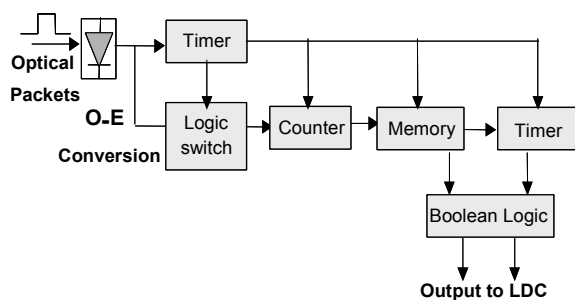 Timer
Optical
Packets
O-E
Conversion
Logic
switch
Counter
Memory
Timer
Boolean Logic
Output to LDC